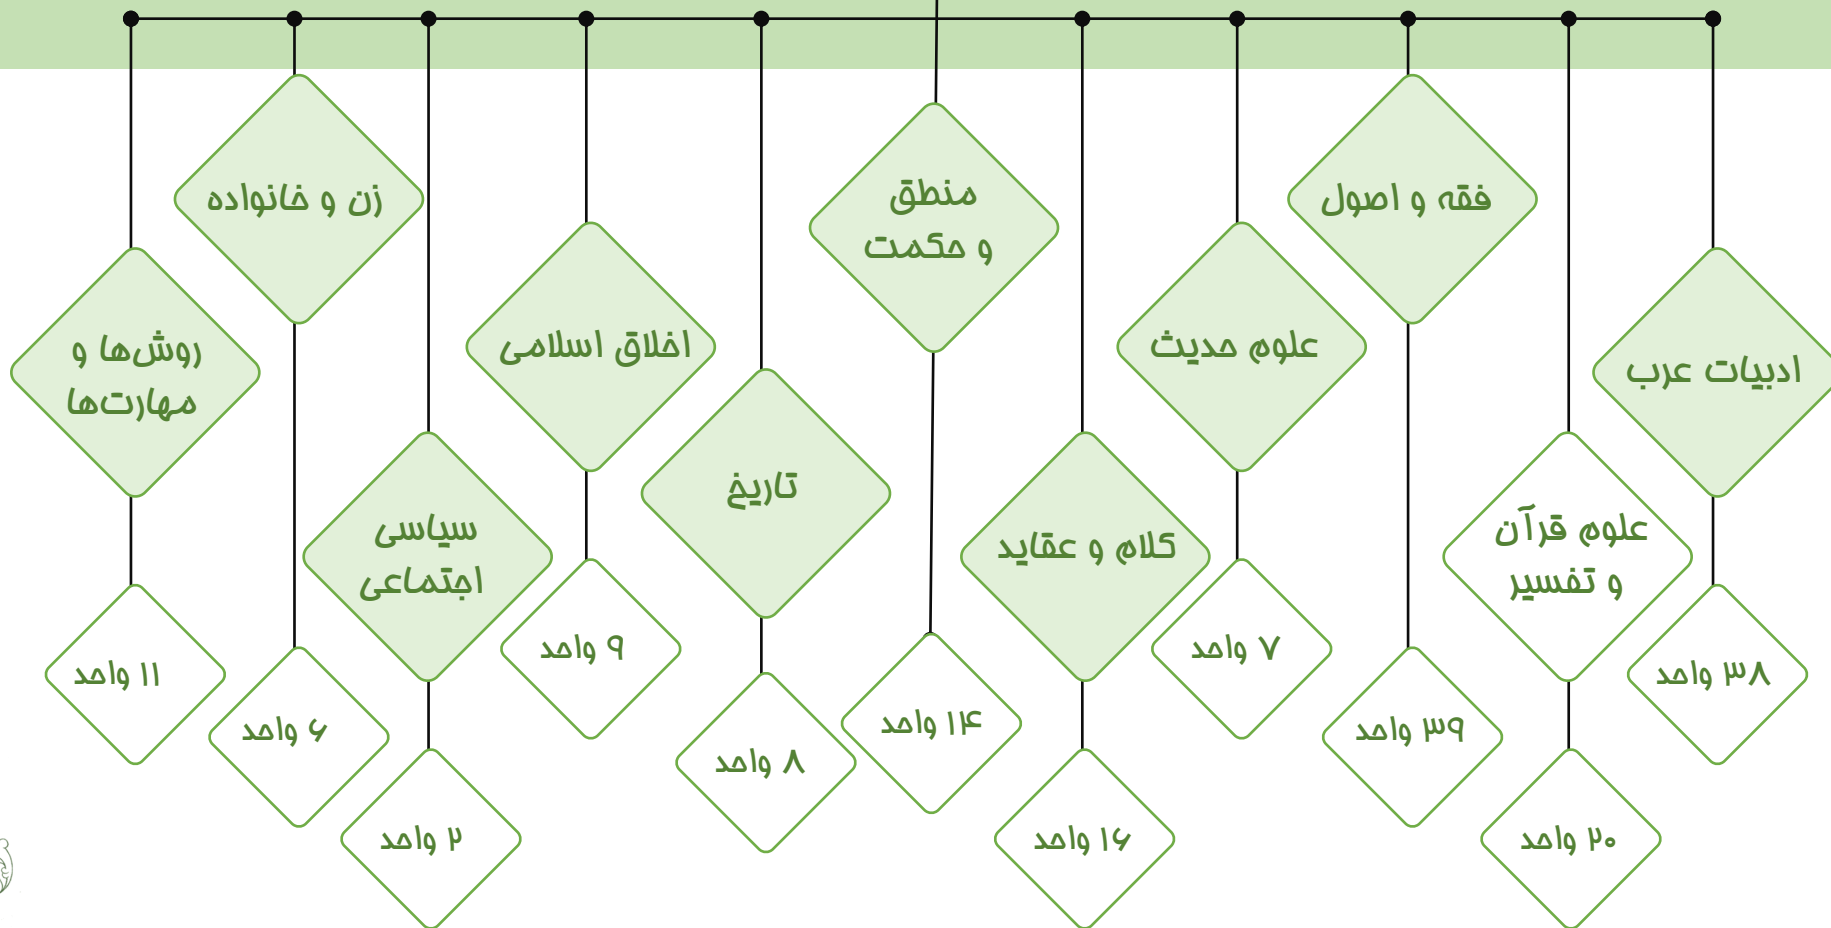 ادبیات عرب
۳۸ واحد
علوم قرآن
و تفسیر
۲۰ واحد
فقه و اصول
۳۹ واحد
علوم حدیث
۷ واحد
کلام و عقاید
۱۶ واحد
منطق
و حکمت
۱۴ واحد
تاریخ
۸ واحد
اخلاق اسلامی
۹ واحد
سیاسی
اجتماعی
۲ واحد
زن و خانواده
۶ واحد
روش‌ها و
مهارت‌ها
۱۱ واحد